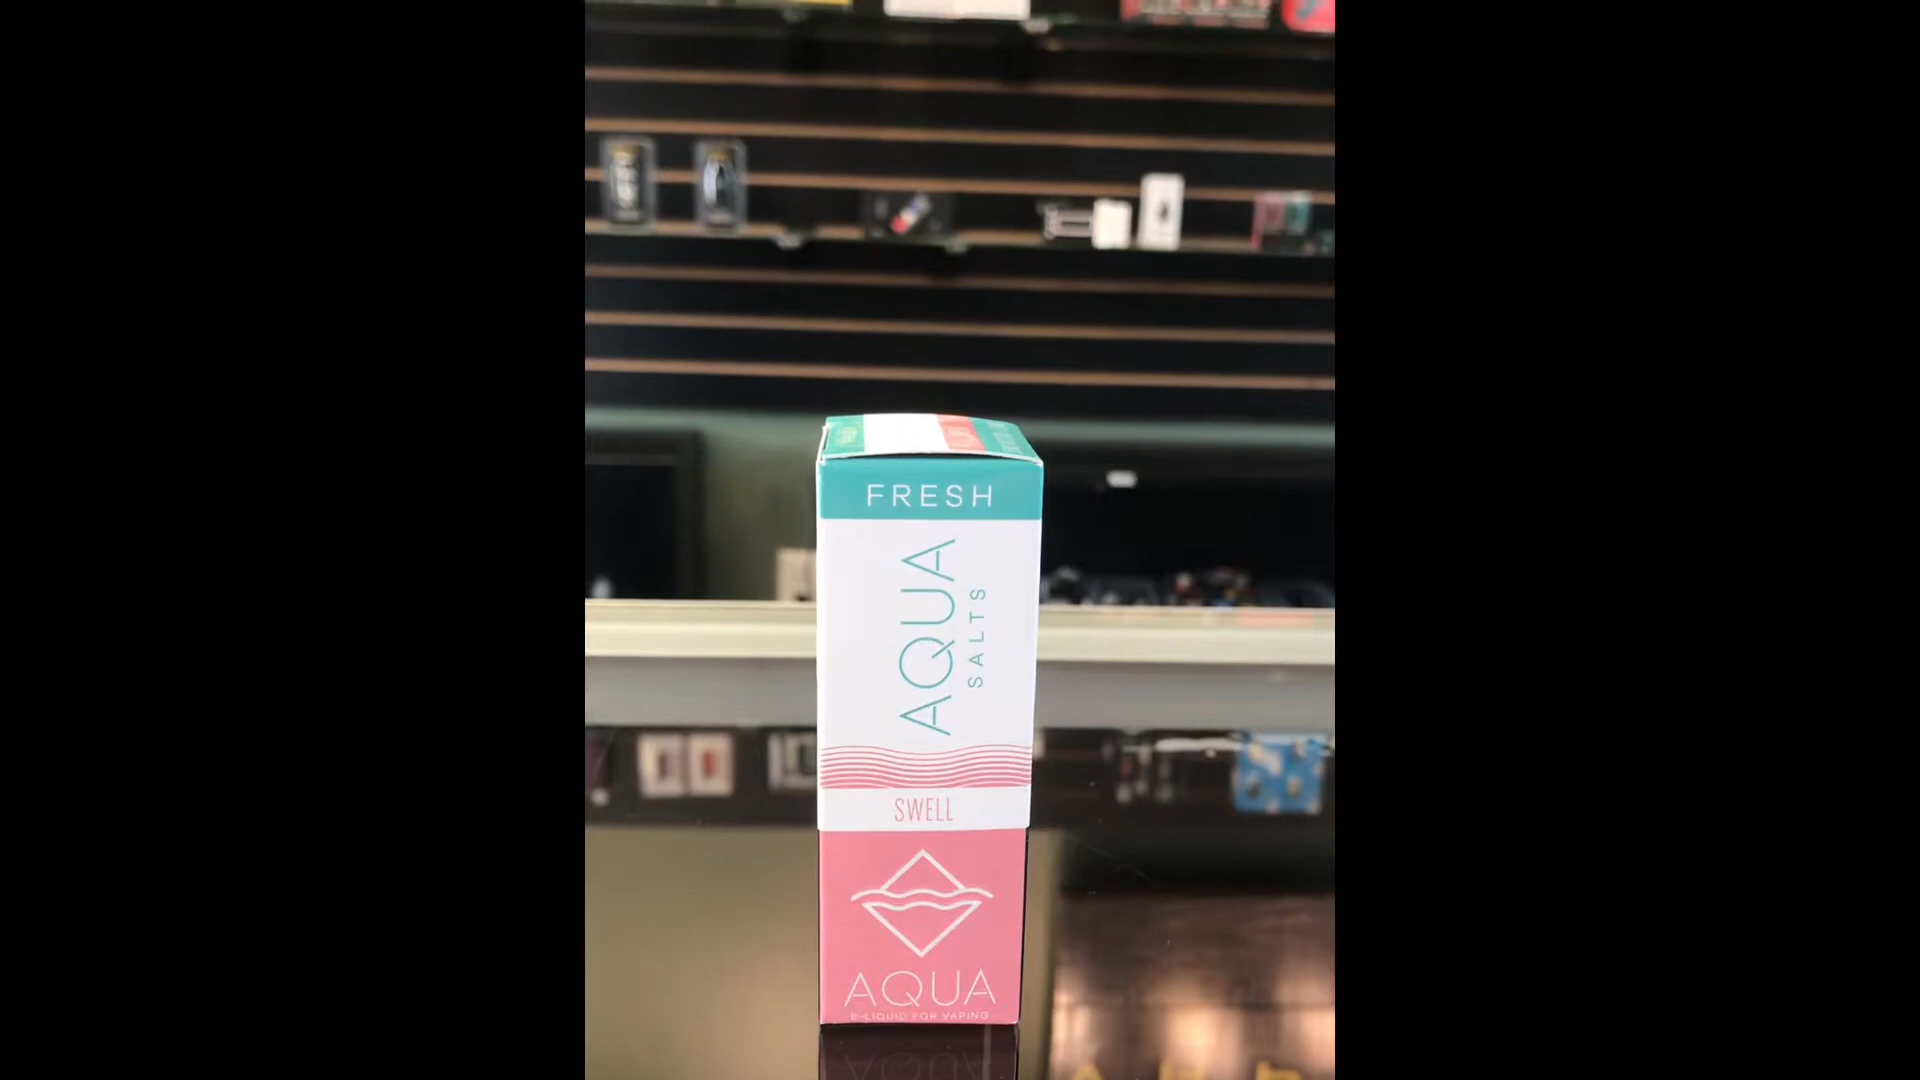 FRESH
AQUA
SALTS
SWELL
AQUA
E-LIQUID FOR VAPING